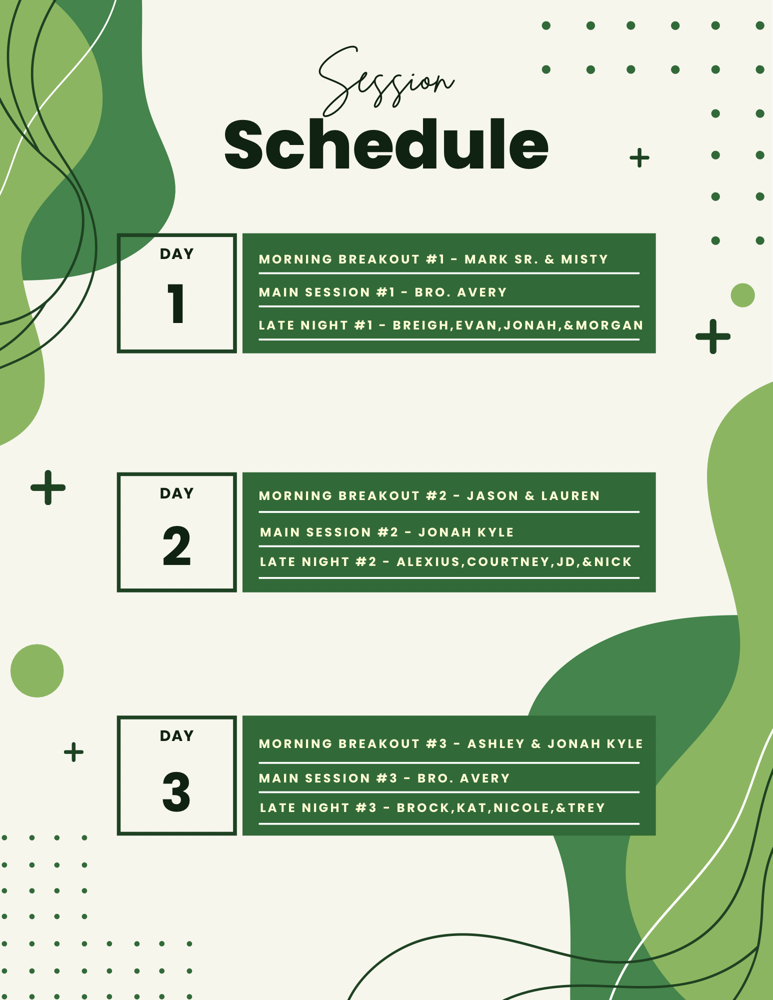 Session
Schedule
DAY
1
MORNING BREAKOUT #1 - MARK SR. & MISTY
MAIN SESSION #1 - BRO. AVERY
LATE NIGHT #1 - BREIGH,EVAN,JONAH,&MORGAN
DAY
2
MORNING BREAKOUT #2 - JASON & LAUREN
MAIN SESSION #2 - JONAH KYLE
LATE NIGHT #2 - ALEXIUS,COURTNEY,JD,&NICK
DAY
3
MORNING BREAKOUT #3 - ASHLEY & JONAH KYLE
MAIN SESSION #3 - BRO. AVERY
LATE NIGHT #3 - BROCK,KAT,NICOLE,&TREY